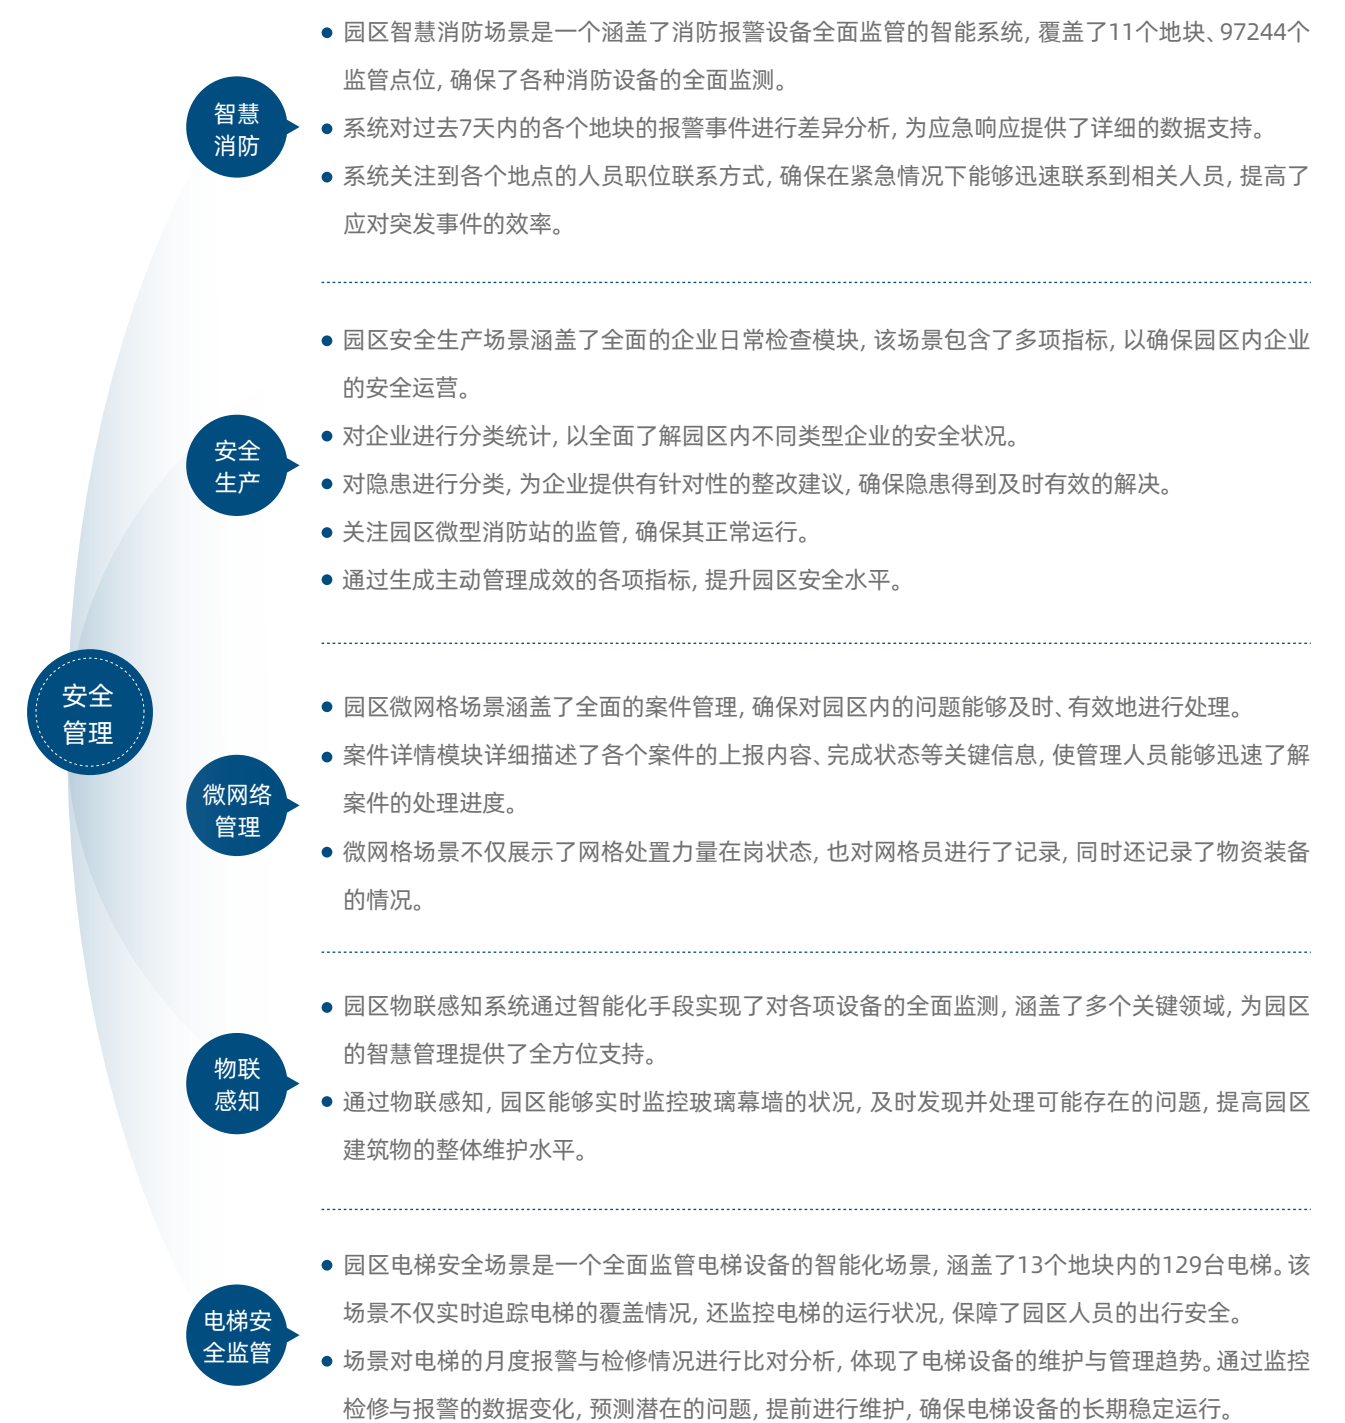 园区智慧消防场景是一个涵盖了消防报警设备全面监管的智能系统,覆盖了11个地块、97244个
监管点位,确保了各种消防设备的全面监测。
智慧
消防
系统对过去7天内的各个地块的报警事件进行差异分析,为应急响应提供了详细的数据支持。
系统关注到各个地点的人员职位联系方式,确保在紧急情况下能够迅速联系到相关人员,提高了
应对突发事件的效率。
园区安全生产场景涵盖了全面的企业日常检查模块,该场景包含了多项指标,以确保园区内企业
的安全运营。
安全
生产
对企业进行分类统计,以全面了解园区内不同类型企业的安全状况。
对隐患进行分类,为企业提供有针对性的整改建议,确保隐患得到及时有效的解决。
关注园区微型消防站的监管,确保其正常运行。
通过生成主动管理成效的各项指标,提升园区安全水平。
安全
管理
园区微网格场景涵盖了全面的案件管理,确保对园区内的问题能够及时、有效地进行处理。
案件详情模块详细描述了各个案件的上报内容、完成状态等关键信息,使管理人员能够迅速了解
案件的处理进度。
微网络
管理
微网格场景不仅展示了网格处置力量在岗状态,也对网格员进行了记录,同时还记录了物资装备
的情况。
园区物联感知系统通过智能化手段实现了对各项设备的全面监测,涵盖了多个关键领域,为园区
的智慧管理提供了全方位支持。
物联
感知
通过物联感知,园区能够实时监控玻璃幕墙的状况,及时发现并处理可能存在的问题,提高园区
建筑物的整体维护水平。
园区电梯安全场景是一个全面监管电梯设备的智能化场景,涵盖了13个地块内的129台电梯。该
场景不仅实时追踪电梯的覆盖情况,还监控电梯的运行状况,保障了园区人员的出行安全。
电梯安
全监管
场景对电梯的月度报警与检修情况进行比对分析,体现了电梯设备的维护与管理趋势。通过监控
检修与报警的数据变化,预测潜在的问题,提前进行维护,确保电梯设备的长期稳定运行。